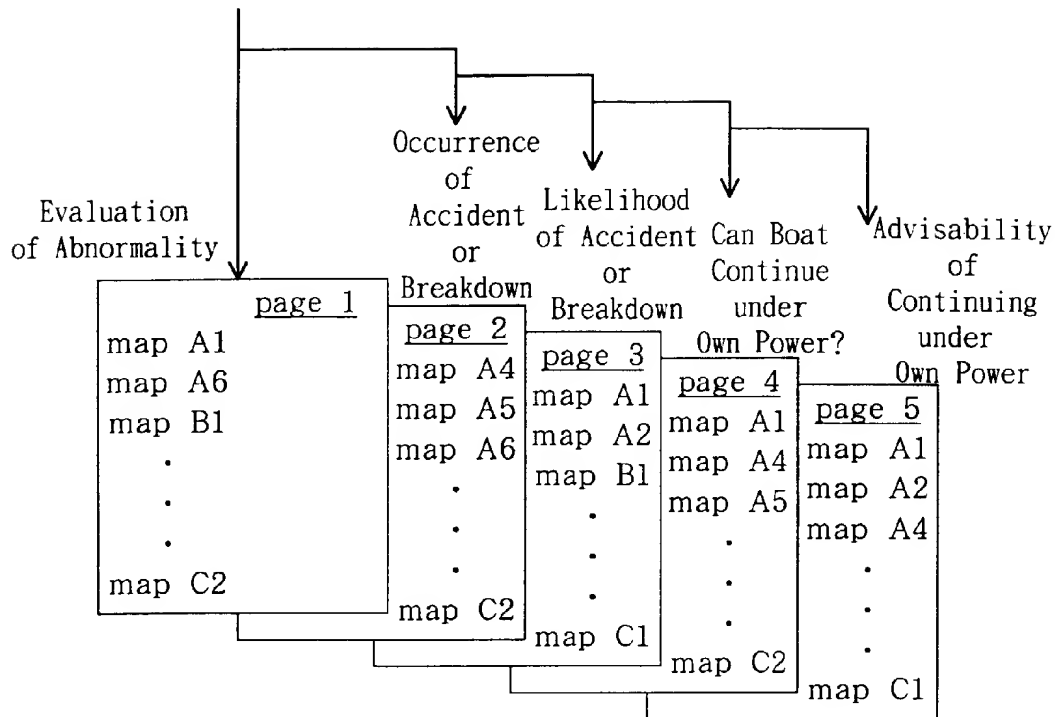 Evaluation
of Abnormality
Occurrence
of
Accident
or
Breakdown
Likelihood
of Accident
or
Breakdown
Can Boat
Continue
under
Own Power?
Advisability
of
Continuing
under
Own Power
page 1
map A1
map A6
map B1
.
.
.
map C2
page 2
map A4
map A5
map A6
.
.
.
map C2
page 3
map A1
map A2
map B1
.
.
.
map C1
page 4
map A1
map A4
map A5
.
.
.
map C2
page 5
map A1
map A2
map A4
.
.
.
map C1